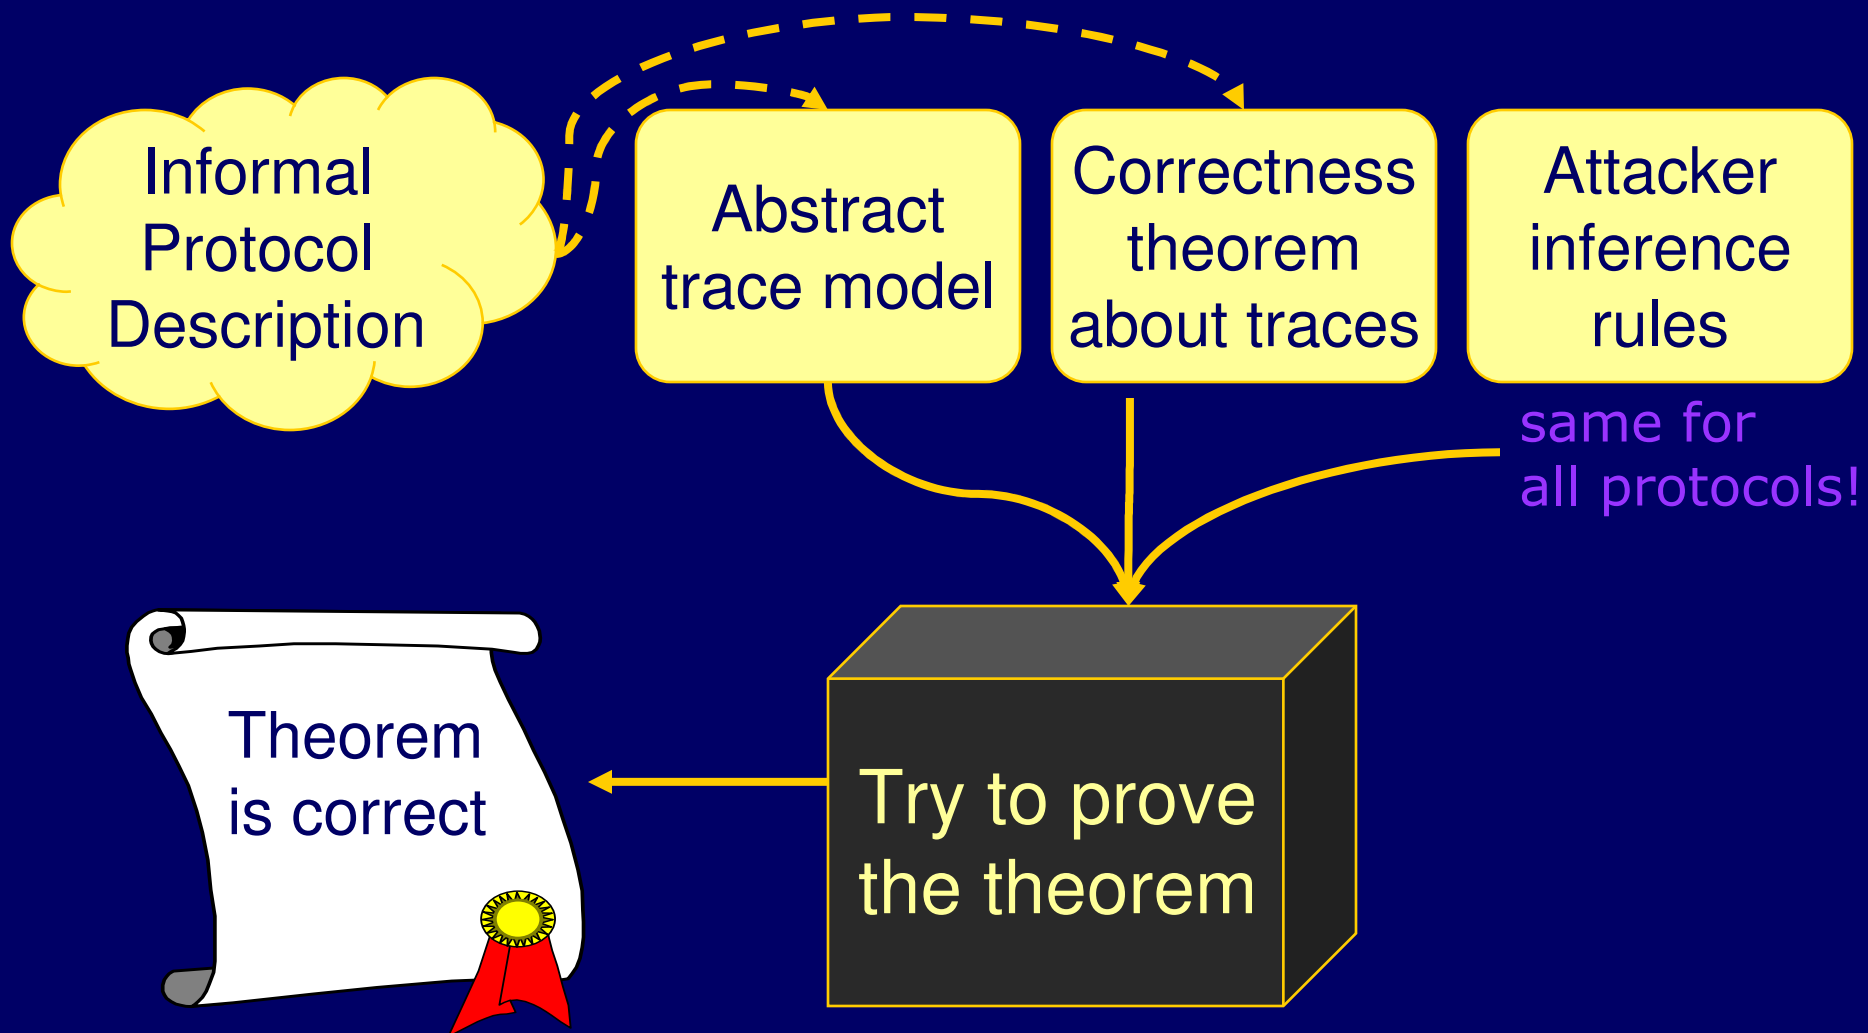 Informal
Protocol
Description
Abstract
trace model
Correctness
theorem
about traces
Attacker
inference
rules
same for
all protocols!
Theorem
is correct
Try to prove
the theorem